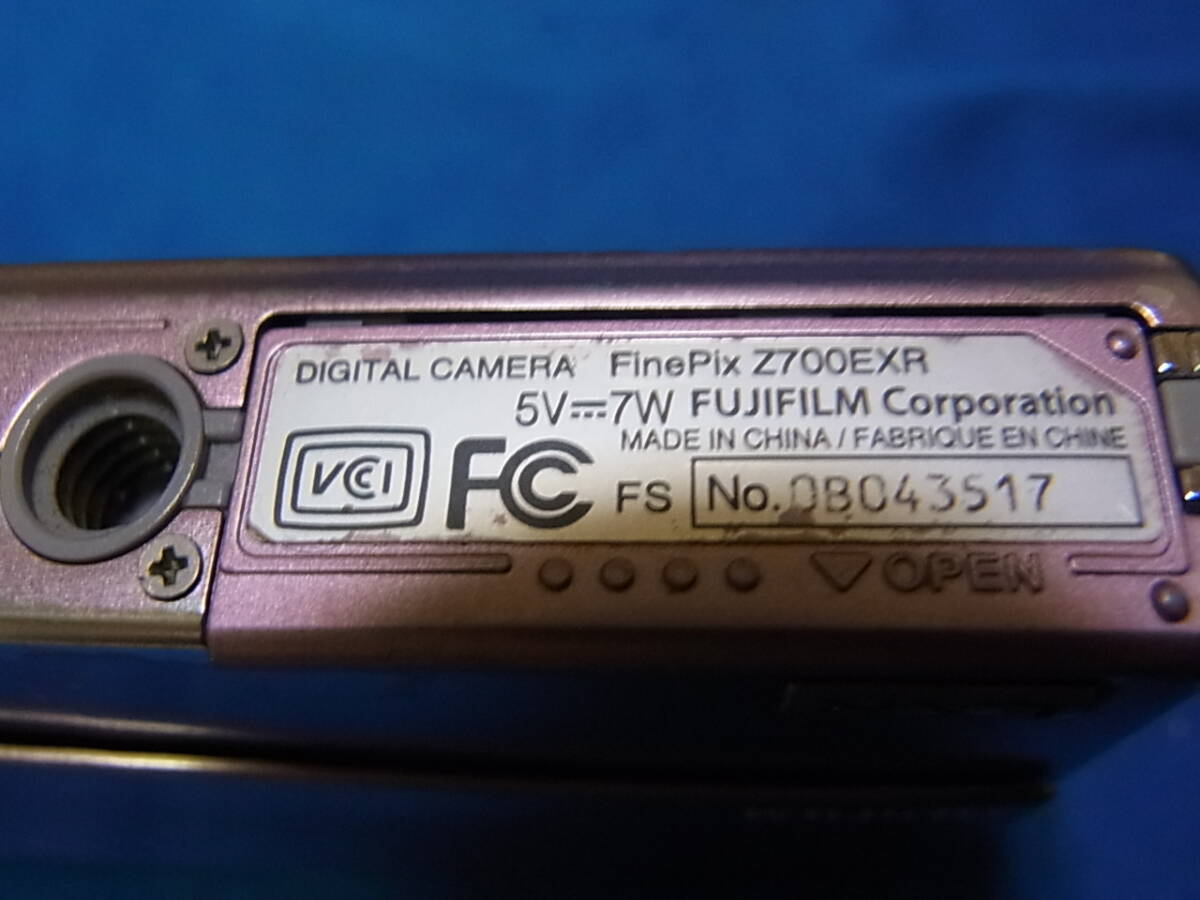 DIGITAL CAMERA FinePix Z700EXR
5V⎓7W FUJIFILM Corporation
MADE IN CHINA / FABRIQUE EN CHINE
VCCI FC FS No. 0B043517
▽ OPEN